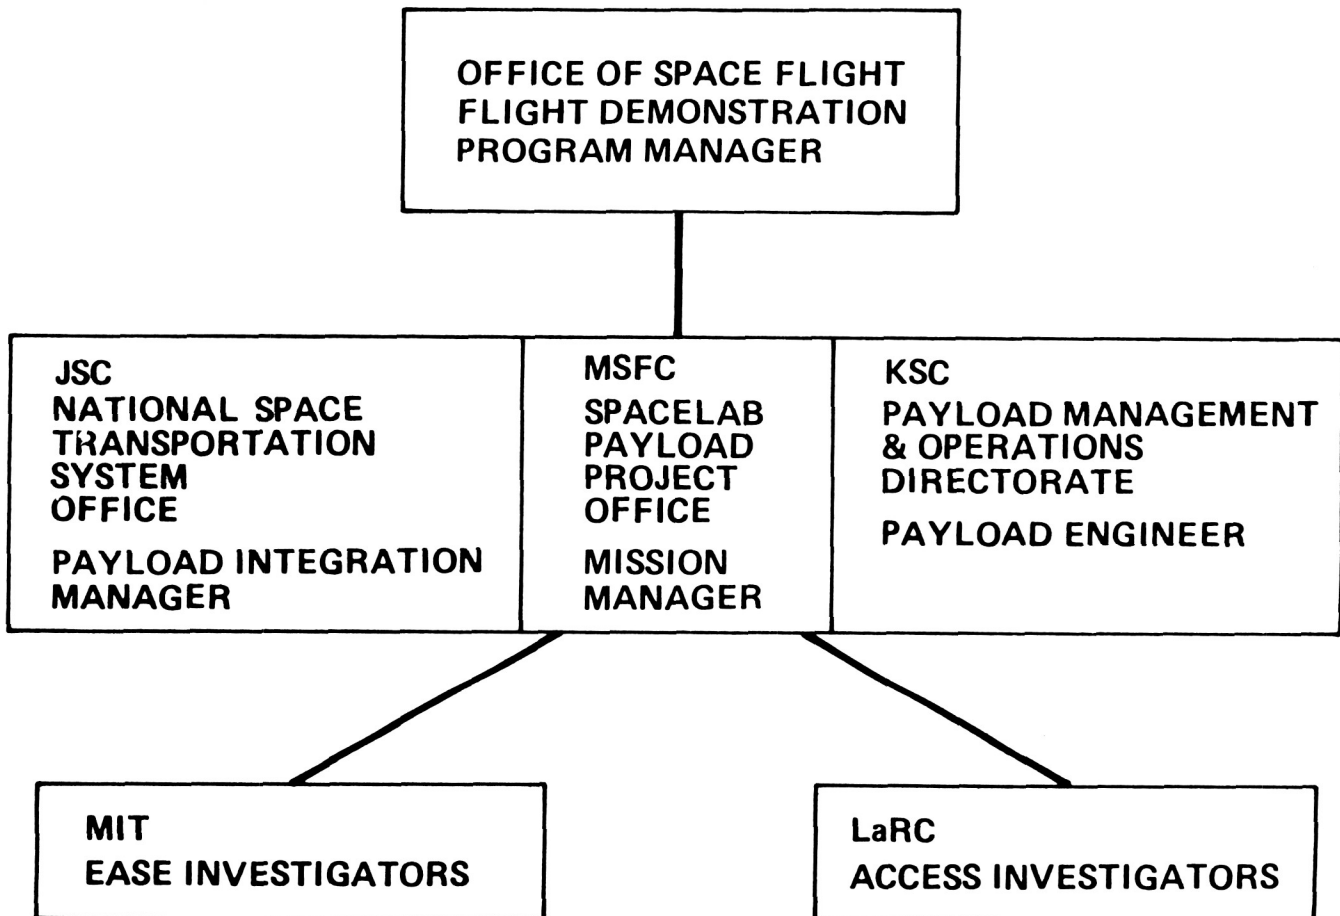 OFFICE OF SPACE FLIGHT
FLIGHT DEMONSTRATION
PROGRAM MANAGER
JSC
NATIONAL SPACE
TRANSPORTATION
SYSTEM
OFFICE
PAYLOAD INTEGRATION
MANAGER
MSFC
SPACELAB
PAYLOAD
PROJECT
OFFICE
MISSION
MANAGER
KSC
PAYLOAD MANAGEMENT
& OPERATIONS
DIRECTORATE
PAYLOAD ENGINEER
MIT
EASE INVESTIGATORS
LaRC
ACCESS INVESTIGATORS